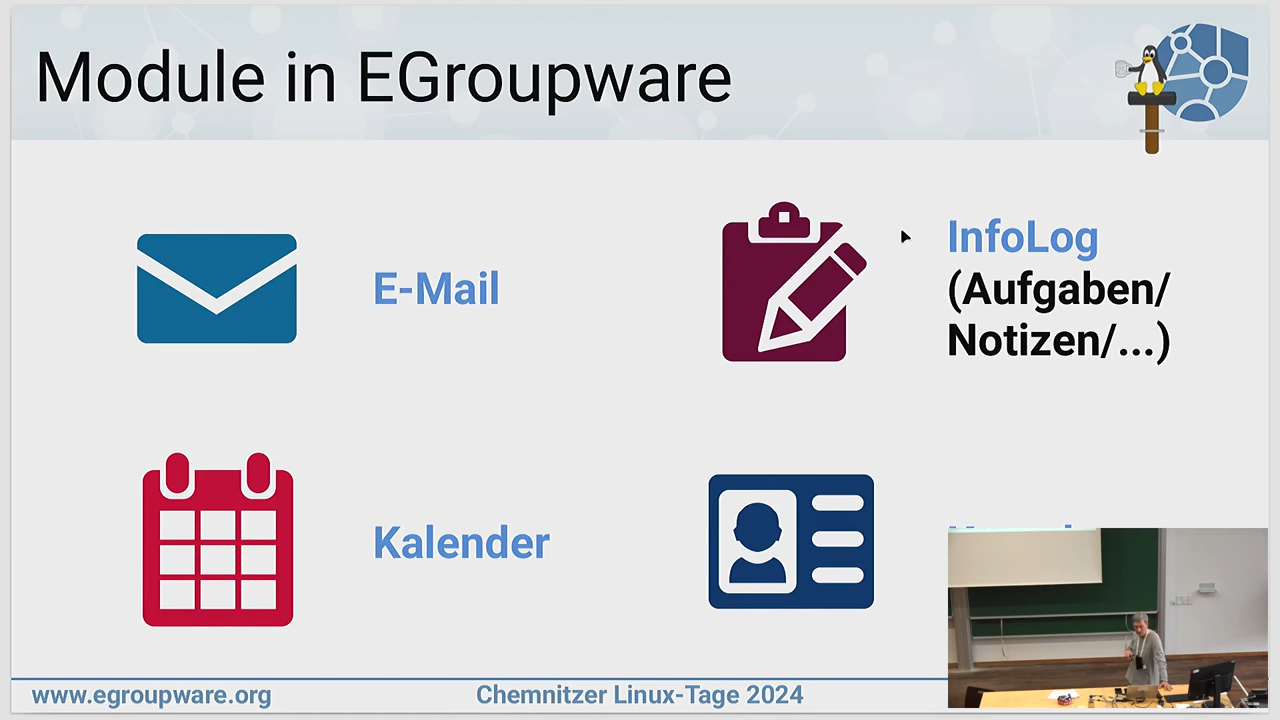 Module in EGroupware
E-Mail
InfoLog
(Aufgaben/
Notizen/...)
Kalender
www.egroupware.org
Chemnitzer Linux-Tage 2024